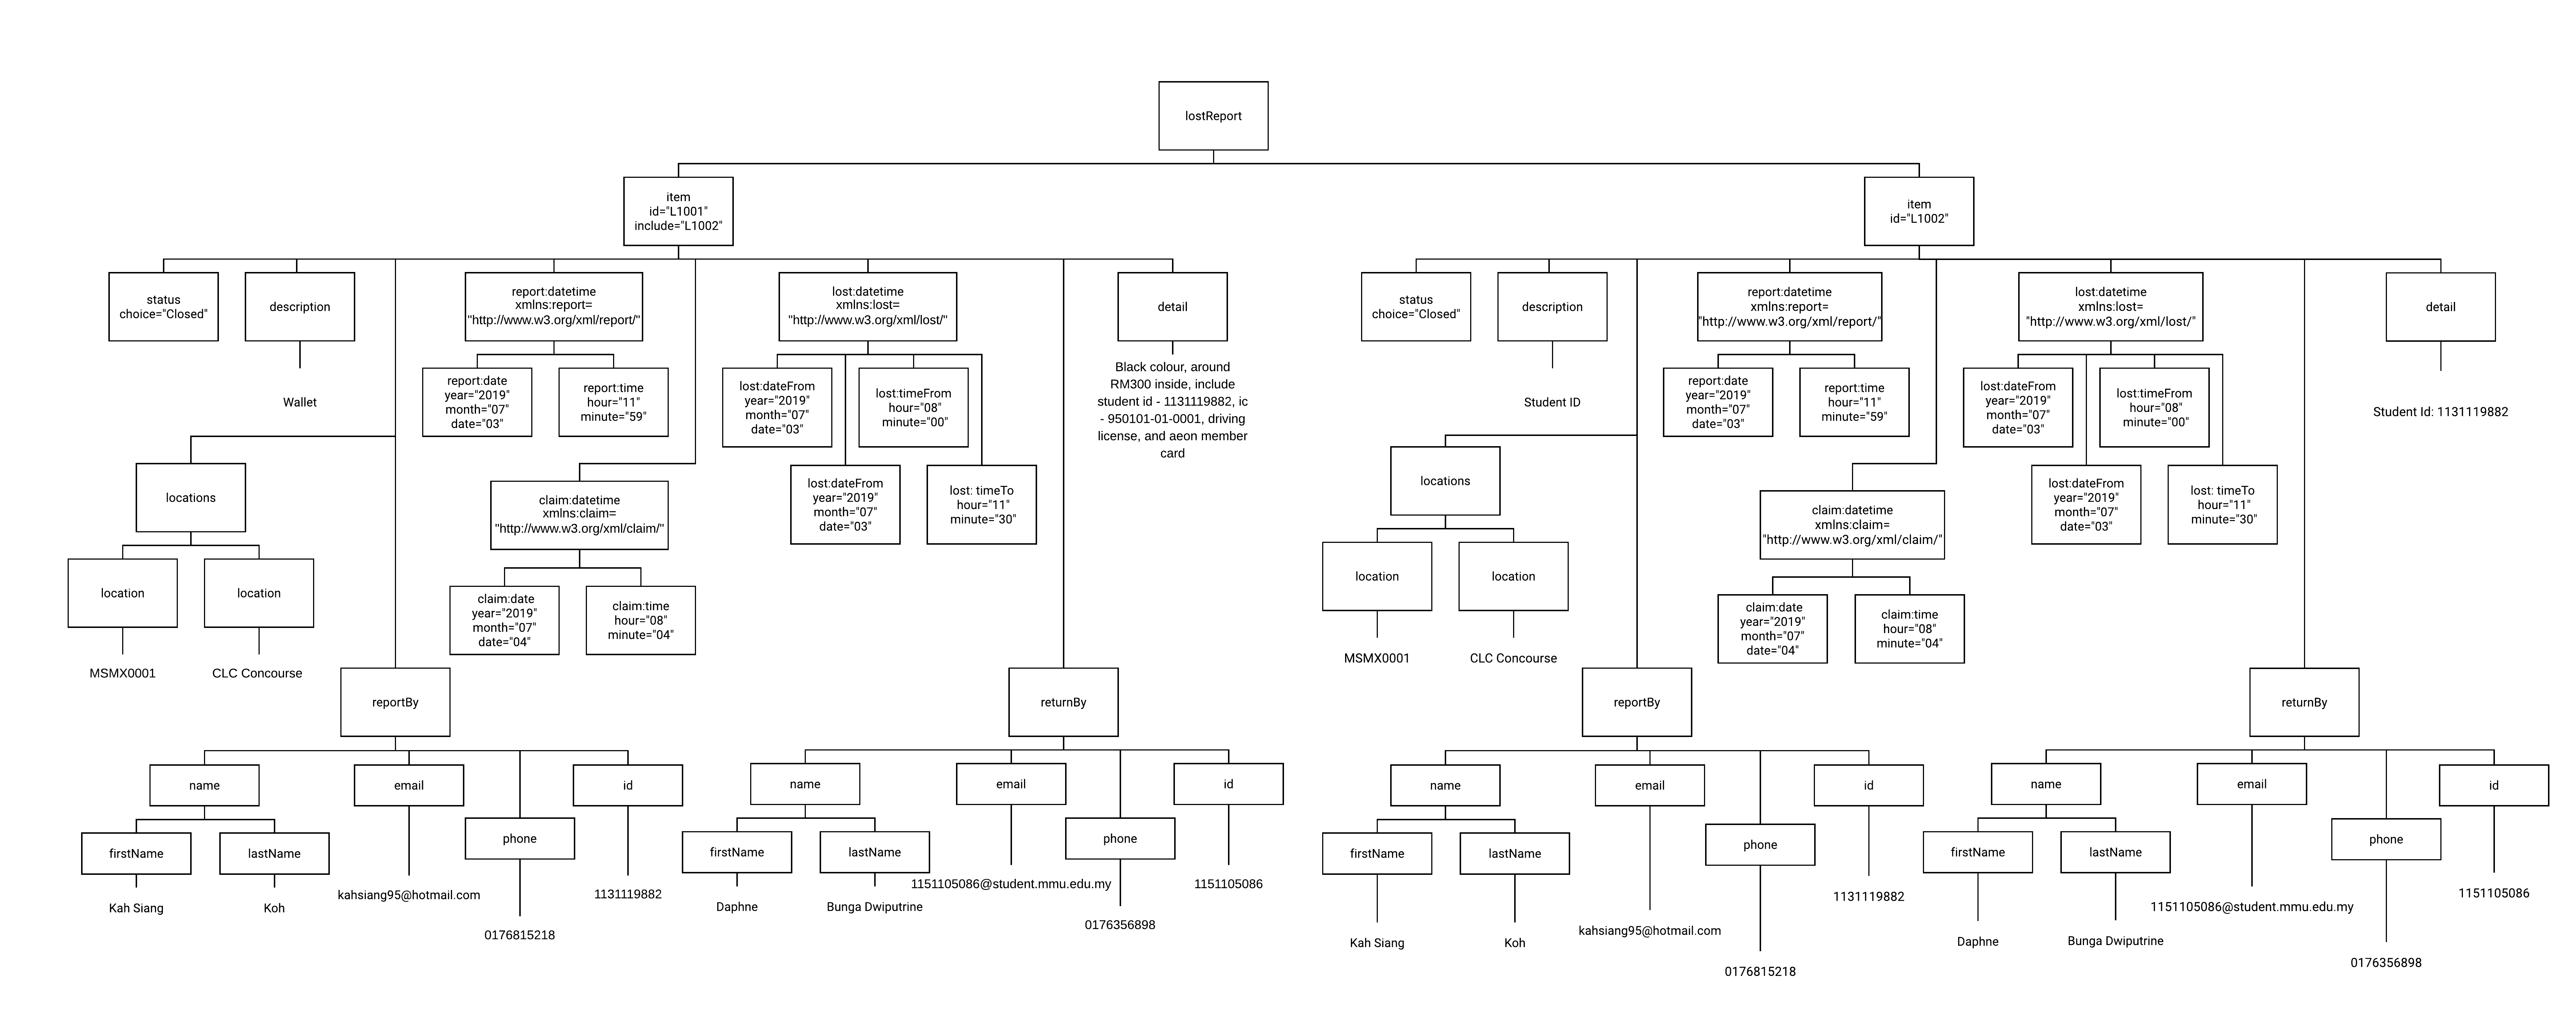 lostReport
item
id="L1001"
include="L1002"
item
id="L1002"
status
choice="Closed"
description
report:datetime
xmlns:report=
"http://www.w3.org/xml/report/"
lost:datetime
xmlns:lost=
"http://www.w3.org/xml/lost/"
detail
status
choice="Closed"
description
report:datetime
xmlns:report=
"http://www.w3.org/xml/report/"
lost:datetime
xmlns:lost=
"http://www.w3.org/xml/lost/"
detail
Wallet
report:date
year="2019"
month="07"
date="03"
report:time
hour="11"
minute="59"
lost:dateFrom
year="2019"
month="07"
date="03"
lost:timeFrom
hour="08"
minute="00"
Black colour, around
RM300 inside, include
student id - 1131119882, ic
- 950101-01-0001, driving
license, and aeon member
card
Student ID
report:date
year="2019"
month="07"
date="03"
report:time
hour="11"
minute="59"
lost:dateFrom
year="2019"
month="07"
date="03"
lost:timeFrom
hour="08"
minute="00"
Student Id: 1131119882
locations
claim:datetime
xmlns:claim=
"http://www.w3.org/xml/claim/"
lost:dateFrom
year="2019"
month="07"
date="03"
lost: timeTo
hour="11"
minute="30"
locations
claim:datetime
xmlns:claim=
"http://www.w3.org/xml/claim/"
lost:dateFrom
year="2019"
month="07"
date="03"
lost: timeTo
hour="11"
minute="30"
location
location
claim:date
year="2019"
month="07"
date="04"
claim:time
hour="08"
minute="04"
location
location
claim:date
year="2019"
month="07"
date="04"
claim:time
hour="08"
minute="04"
MSMX0001
CLC Concourse
MSMX0001
CLC Concourse
reportBy
returnBy
reportBy
returnBy
name
email
id
name
email
id
name
email
id
name
email
id
firstName
lastName
phone
firstName
lastName
phone
firstName
lastName
phone
firstName
lastName
phone
Kah Siang
Koh
kahsiang95@hotmail.com
0176815218
1131119882
Daphne
Bunga Dwiputrine
1151105086@student.mmu.edu.my
0176356898
1151105086
Kah Siang
Koh
kahsiang95@hotmail.com
0176815218
1131119882
Daphne
Bunga Dwiputrine
1151105086@student.mmu.edu.my
0176356898
1151105086